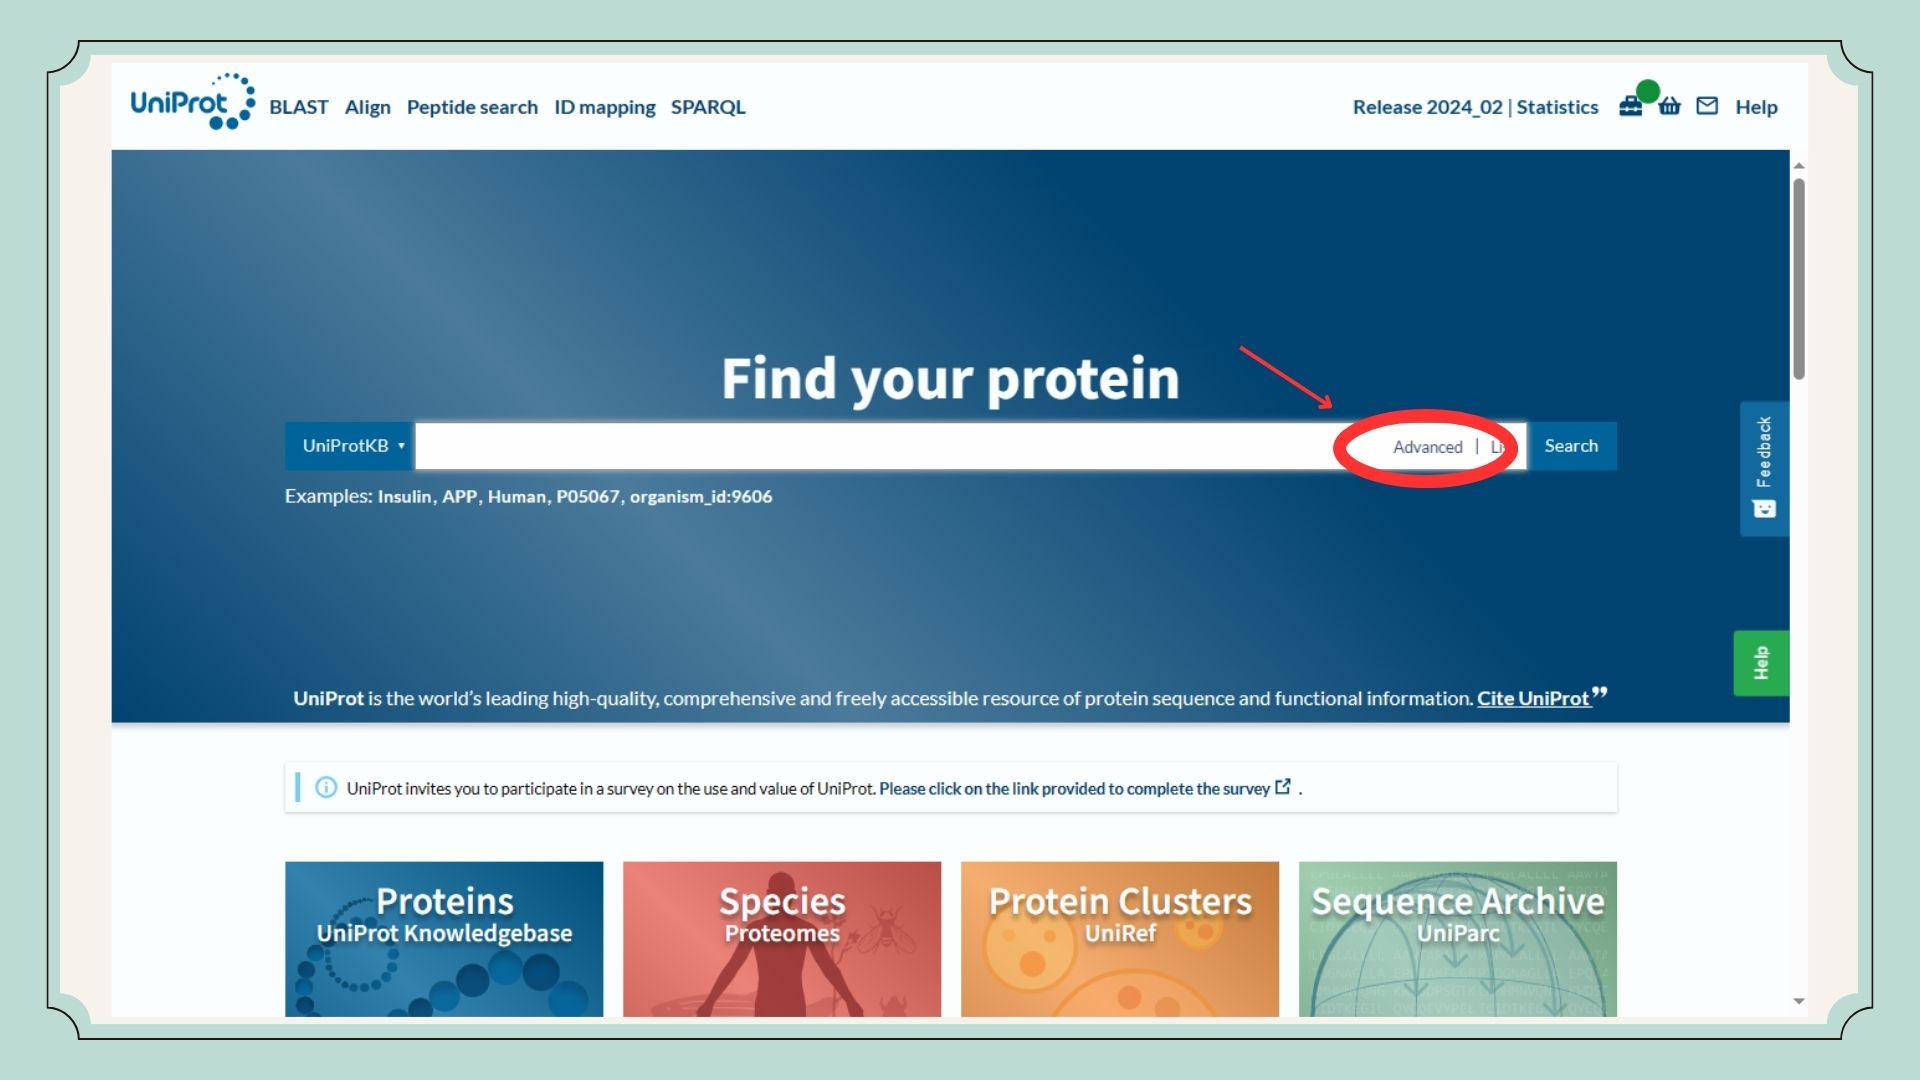 UniProt BLAST Align Peptide search ID mapping SPARQL Release 2024_02 | Statistics Help
Find your protein
UniProtKB Advanced | Search
Examples: Insulin, APP, Human, P05067, organism_id:9606
Feedback
Help
UniProt is the world's leading high-quality, comprehensive and freely accessible resource of protein sequence and functional information. Cite UniProt
UniProt invites you to participate in a survey on the use and value of UniProt. Please click on the link provided to complete the survey .
Proteins
UniProt Knowledgebase
Species
Proteomes
Protein Clusters
UniRef
Sequence Archive
UniParc